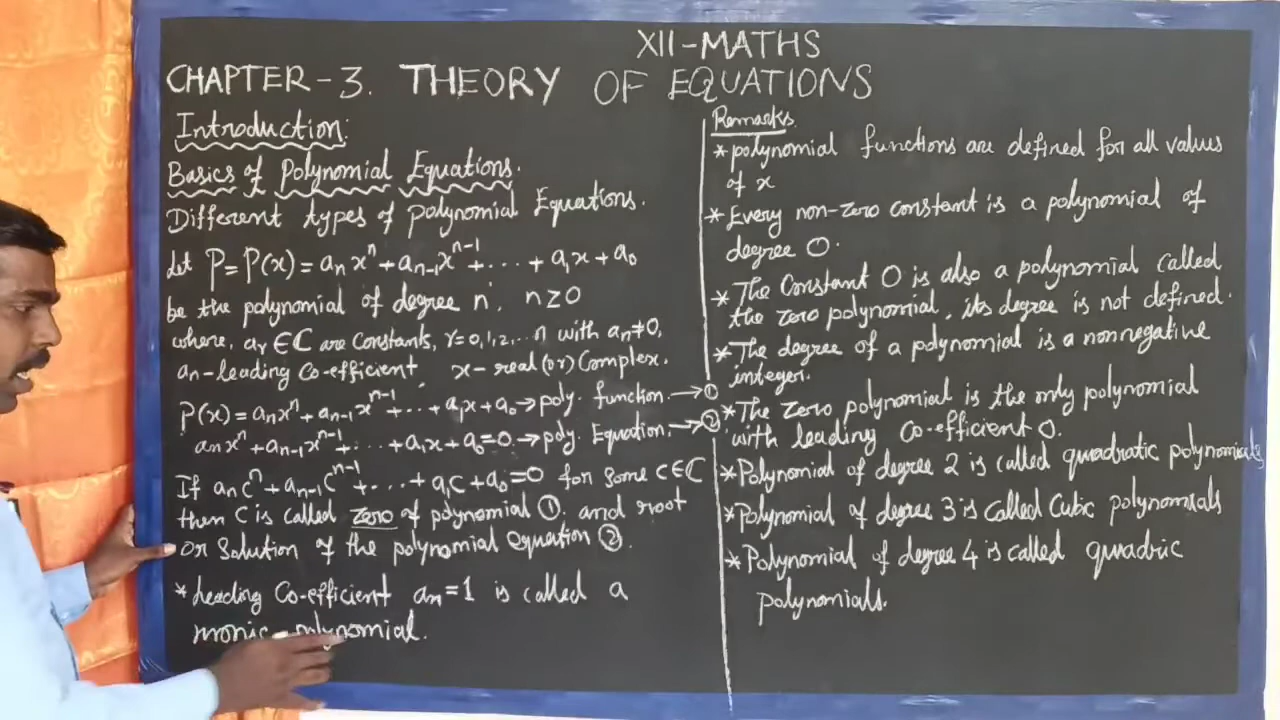 XII-MATHS
CHAPTER-3. THEORY OF EQUATIONS
Introduction:
Basics of Polynomial Equations.
Different types of polynomial Equations.
Let P=P(x)=aₙxⁿ+aₙ₋₁xⁿ⁻¹+...+a₁x+a₀
be the polynomial of degree n', n≥0
where, aᵣ∈ℂ are constants, r=0,1,2,...n with aₙ≠0,
aₙ-leading co-efficient, x-real(or)Complex.
P(x)=aₙxⁿ+aₙ₋₁xⁿ⁻¹+...+a₁x+a₀→poly. function.→①
aₙxⁿ+aₙ₋₁xⁿ⁻¹+...+a₁x+a₀=0.→poly. Equation.→②
If aₙcⁿ+aₙ₋₁cⁿ⁻¹+...+a₁c+a₀=0 for some c∈ℂ
then C is called zero of polynomial ①. and root
or solution of the polynomial equation ②.
*Leading Co-efficient aₙ=1 is called a
monic polynomial.
Remarks.
*polynomial functions are defined for all values
of x
*Every non-zero constant is a polynomial of
degree 0.
*The Constant 0 is also a polynomial called
the zero polynomial, its degree is not defined.
*The degree of a polynomial is a nonnegative
integer.
*The zero polynomial is the only polynomial
with leading co-efficient 0.
*Polynomial of degree 2 is called quadratic polynomials
*Polynomial of degree 3 is called Cubic polynomials
*Polynomial of degree 4 is called quadric
polynomials.